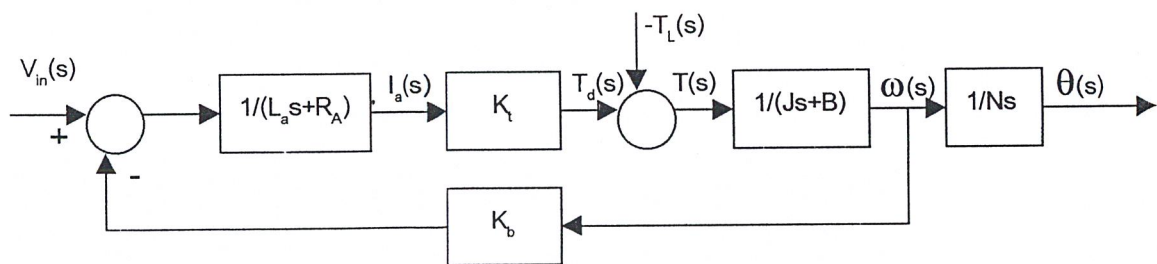 -T_L(s)
V_in(s)
I_a(s)
T_d(s)
T(s)
ω(s)
θ(s)
1/(L_a s+R_A)
K_t
1/(Js+B)
1/Ns
+
-
K_b